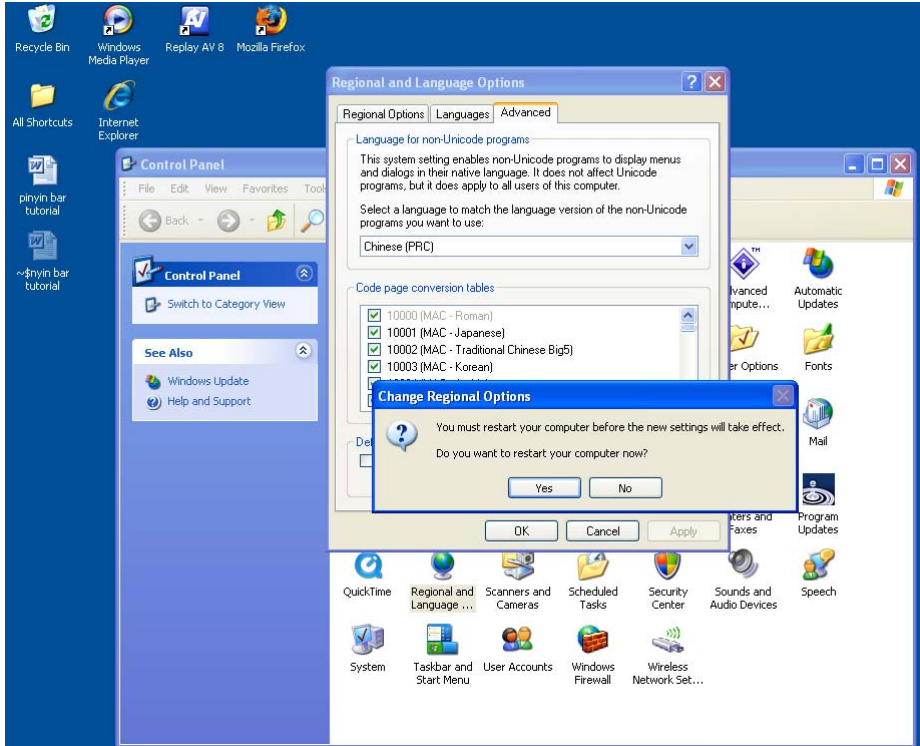 Recycle Bin
Windows Media Player
Replay AV 8
Mozilla Firefox
All Shortcuts
Internet Explorer
pinyin bar tutorial
~$nyin bar tutorial
Control Panel
File Edit View Favorites
Back
Control Panel
Switch to Category View
See Also
Windows Update
Help and Support
Regional and Language Options
Regional Options Languages Advanced
Language for non-Unicode programs
This system setting enables non-Unicode programs to display menus
and dialogs in their native language. It does not affect Unicode
programs, but it does apply to all users of this computer.
Select a language to match the language version of the non-Unicode
programs you want to use:
Chinese (PRC)
Code page conversion tables
10000 (MAC - Roman)
10001 (MAC - Japanese)
10002 (MAC - Traditional Chinese Big5)
10003 (MAC - Korean)
Change Regional Options
You must restart your computer before the new settings will take effect.
Do you want to restart your computer now?
Yes No
OK Cancel Apply
Automatic Updates
Fonts
Mail
Program Updates
QuickTime
Regional and Language ...
Scanners and Cameras
Scheduled Tasks
Security Center
Sounds and Audio Devices
Speech
System
Taskbar and Start Menu
User Accounts
Windows Firewall
Wireless Network Set...